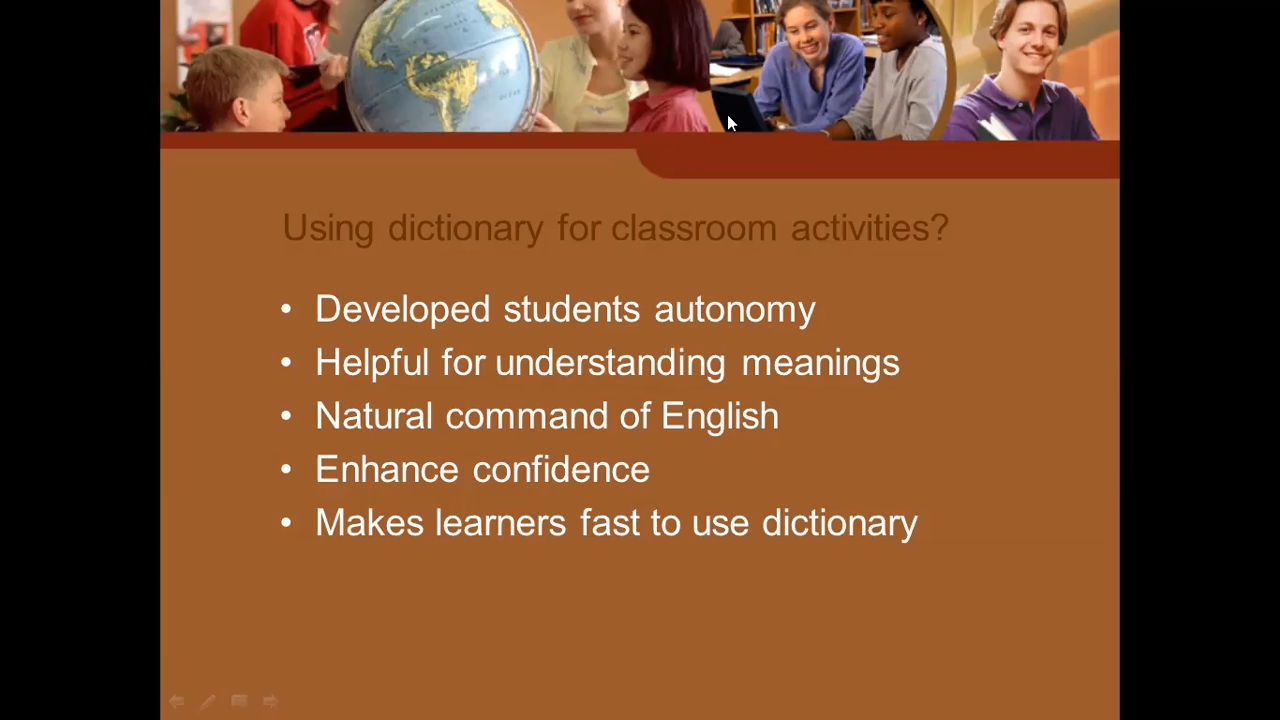 Using dictionary for classroom activities?
• Developed students autonomy
• Helpful for understanding meanings
• Natural command of English
• Enhance confidence
• Makes learners fast to use dictionary